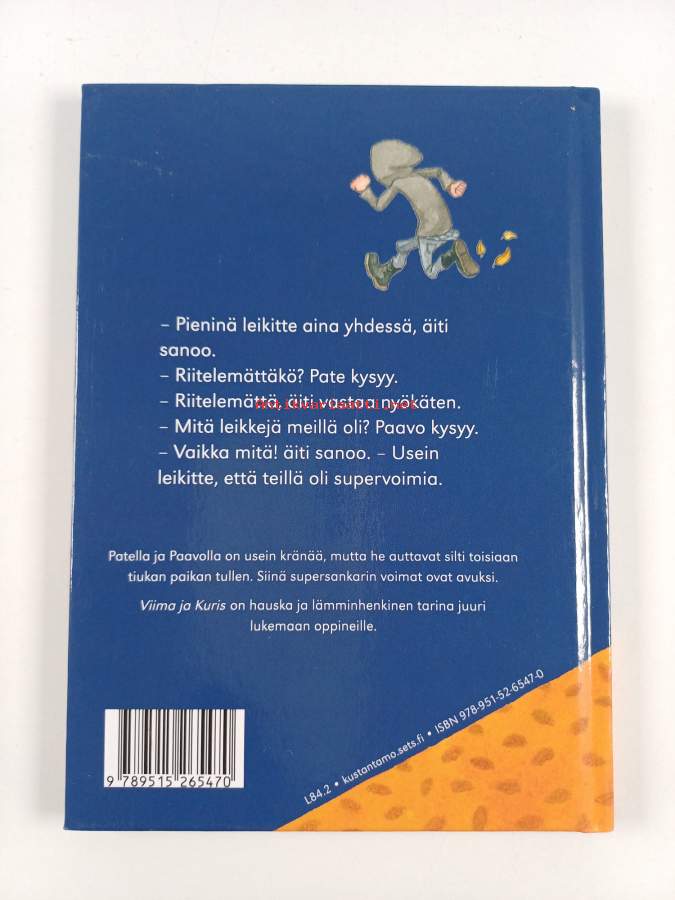 – Pieninä leikitte aina yhdessä, äiti
sanoo.
– Riitelemättäkö? Pate kysyy.
– Riitelemättä, äiti vastaa nyökäten.
– Mitä leikkejä meillä oli? Paavo kysyy.
– Vaikka mitä! äiti sanoo. – Usein
leikitte, että teillä oli supervoimia.
Patella ja Paavolla on usein kränää, mutta he auttavat silti toisiaan
tiukan paikan tullen. Siinä supersankarin voimat ovat avuksi.
Viima ja Kuris on hauska ja lämminhenkinen tarina juuri
lukemaan oppineille.
9 789515 265470
L84.2 • kustantamo.sets.fi • ISBN 978-951-52-6547-0